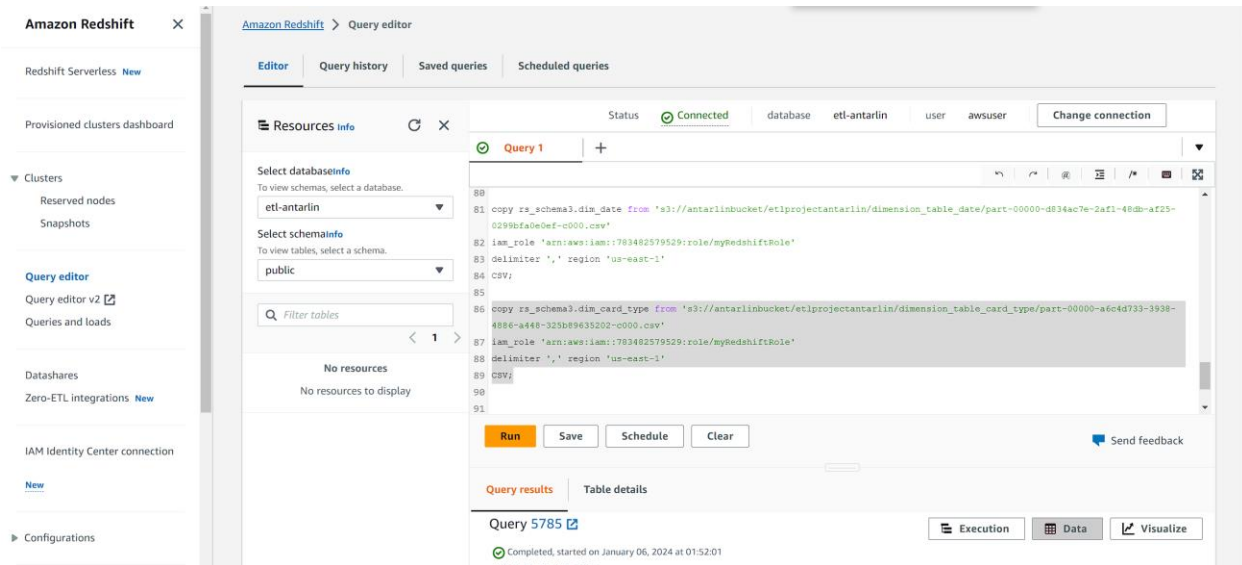 Amazon Redshift
Redshift Serverless New
Provisioned clusters dashboard
Clusters
Reserved nodes
Snapshots
Query editor
Query editor v2
Queries and loads
Datashares
Zero-ETL integrations New
IAM Identity Center connection
New
Configurations
Amazon Redshift > Query editor
Editor Query history Saved queries Scheduled queries
Resources Info
Select databaseInfo
To view schemas, select a database.
etl-antarlin
Select schemaInfo
To view tables, select a schema.
public
Filter tables
< 1 >
No resources
No resources to display
Status Connected database etl-antarlin user awsuser Change connection
Query 1 +
80
81 copy rs_schema3.dim_date from 's3://antarlinbucket/etlprojectantarlin/dimension_table_date/part-00000-d834ac7e-2af1-48db-af25-
0299bfa0e0ef-c000.csv'
82 iam_role 'arn:aws:iam::783482579529:role/myRedshiftRole'
83 delimiter ',' region 'us-east-1'
84 CSV;
85
86 copy rs_schema3.dim_card_type from 's3://antarlinbucket/etlprojectantarlin/dimension_table_card_type/part-00000-a6c4d733-3938-
4886-a448-325b89635202-c000.csv'
87 iam_role 'arn:aws:iam::783482579529:role/myRedshiftRole'
88 delimiter ',' region 'us-east-1'
89 CSV;
90
91
Run Save Schedule Clear
Send feedback
Query results Table details
Query 5785
Execution Data Visualize
Completed, started on January 06, 2024 at 01:52:01